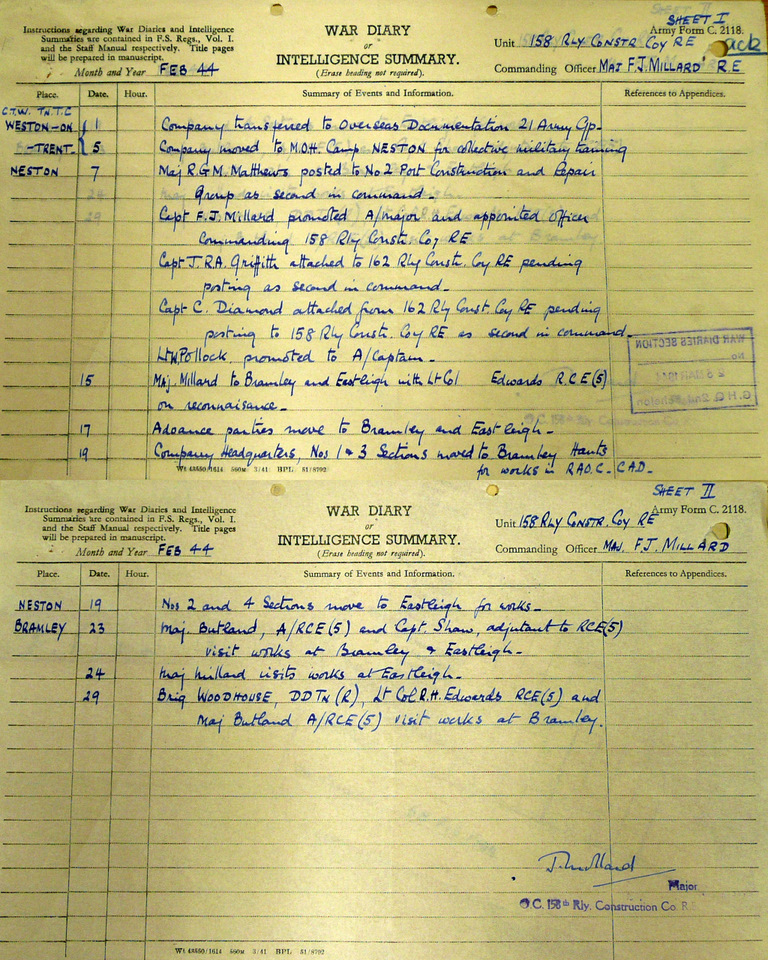 SHEET I
Instructions regarding War Diaries and Intelligence
Summaries are contained in F.S. Regs., Vol. I.
and the Staff Manual respectively. Title pages
will be prepared in manuscript.
Month and Year FEB 44
WAR DIARY
or
INTELLIGENCE SUMMARY.
(Erase heading not required).
Army Form C. 2118.
Unit 158 RLY CONSTR COY RE
Commanding Officer MAJ F.J. MILLARD R.E
Place. Date. Hour. Summary of Events and Information. References to Appendices.
C.T.W. TN.T.C
WESTON-ON 1 Company transferred to Overseas Documentation 21 Army Gp-
-TRENT 5 Company moved to M.O.H. Camp NESTON for collective military training
NESTON 7 Maj R.G.M. Matthews posted to No 2 Port Construction and Repair
Group as second in command-
Capt F.J. Millard promoted A/major and appointed officer
Commanding 158 Rly Constr. Coy RE
Capt J.R.A. Griffith attached to 162 Rly Constr. Coy RE pending
posting as second in command-
Capt C. Diamond attached from 162 Rly Const. Coy RE pending
posting to 158 Rly Constr. Coy RE as second in command-
Lt W. Pollock promoted to A/Captain-
15 Maj. Millard to Bramley and Eastleigh with Lt Col Edwards R.C.E(5)
on reconnaisance-
17 Advance parties move to Bramley and Eastleigh-
19 Company Headquarters, Nos 1 & 3 Sections moved to Bramley Hants
for works in RAO.C. CAD-
WAR DIARIES SECTION
No
G.H.Q. 2nd Echelon
Wt 43550/1614 560M 3/41 BPL 51/8792
SHEET II
Instructions regarding War Diaries and Intelligence
Summaries are contained in F.S. Regs., Vol. I.
and the Staff Manual respectively. Title pages
will be prepared in manuscript.
Month and Year FEB 44
WAR DIARY
or
INTELLIGENCE SUMMARY.
(Erase heading not required).
Army Form C. 2118.
Unit 158 RLY CONSTR. COY RE
Commanding Officer MAJ. F.J. MILLARD
Place. Date. Hour. Summary of Events and Information. References to Appendices.
NESTON 19 Nos 2 and 4 Sections move to Eastleigh for works-
BRAMLEY 23 Maj. Butland, A/RCE(5) and Capt. Shaw, adjutant to RCE(5)
visit works at Bramley & Eastleigh-
24 Maj Millard visits works at Eastleigh-
29 Brig WOODHOUSE, DDTN(R), Lt Col R.H. Edwards RCE(5) and
Maj Butland A/RCE(5) visit works at Bramley.
Major
O.C. 158th Rly. Construction Co. R
Wt 43550/1614 560M 3/41 BPL 51/8792